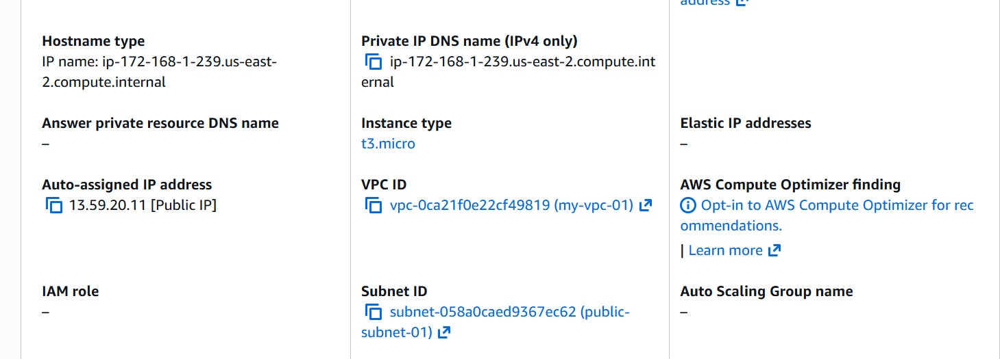 address
Hostname type
IP name: ip-172-168-1-239.us-east-
2.compute.internal
Private IP DNS name (IPv4 only)
ip-172-168-1-239.us-east-2.compute.int
ernal
Answer private resource DNS name
–
Instance type
t3.micro
Elastic IP addresses
–
Auto-assigned IP address
13.59.20.11 [Public IP]
VPC ID
vpc-0ca21f0e22cf49819 (my-vpc-01)
AWS Compute Optimizer finding
Opt-in to AWS Compute Optimizer for rec
ommendations.
| Learn more
IAM role
–
Subnet ID
subnet-058a0caed9367ec62 (public-
subnet-01)
Auto Scaling Group name
–